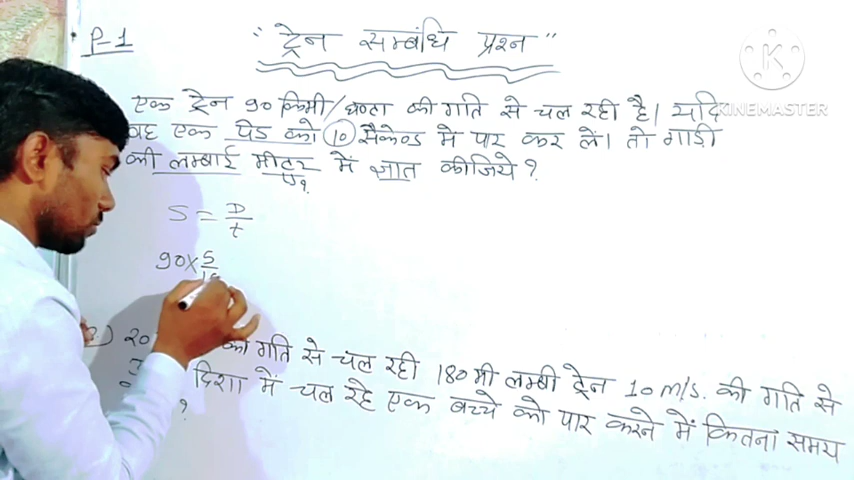 P-1
"ट्रेन सम्बंधि प्रश्न"
K
KINEMASTER
एक ट्रेन 90 किमी/घण्टा की गति से चल रही है। यदि
वह एक पेड को 10 सैकेण्ड में पार कर लें। तो गाडी
की लम्बाई मीटर में ज्ञात कीजिये?
S = D/t
90 × 5/
20 की गति से चल रही 180 मी लम्बी ट्रेन 10 m/s. की गति से
दिशा में चल रहे एक बच्चे को पार करने में कितना समय
?